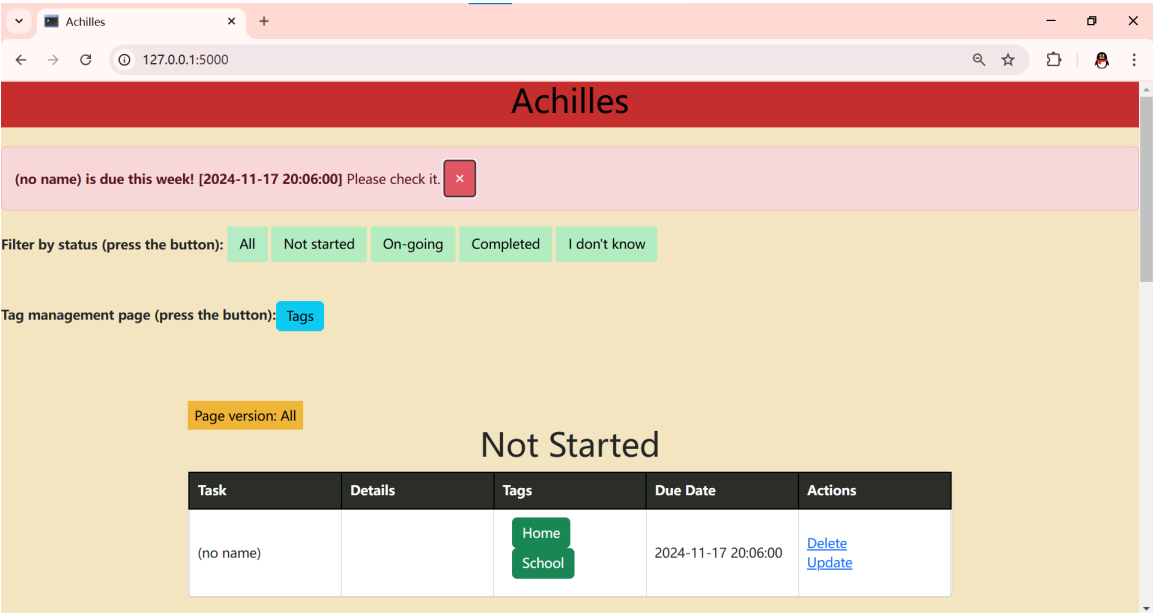 Achilles
127.0.0.1:5000
Achilles
(no name) is due this week! [2024-11-17 20:06:00] Please check it. ×
Filter by status (press the button): All Not started On-going Completed I don't know
Tag management page (press the button): Tags
Page version: All
Not Started
Task Details Tags Due Date Actions
Home
(no name) 2024-11-17 20:06:00 Delete
School Update